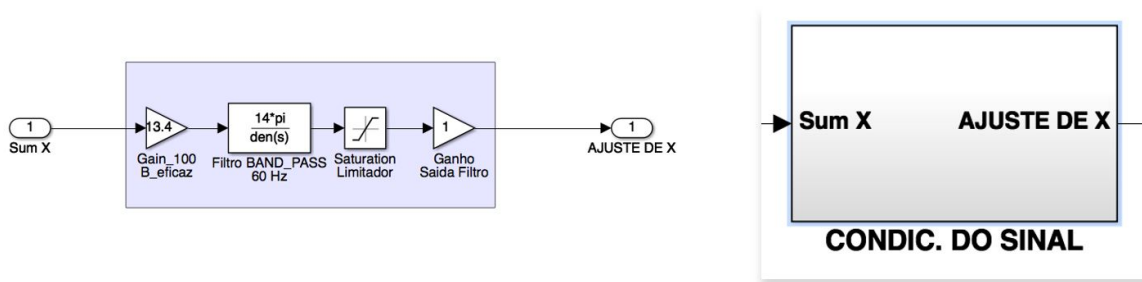 1
Sum X
13.4
Gain_100
B_eficaz
14*pi
den(s)
Filtro BAND_PASS
60 Hz
Saturation
Limitador
1
Ganho
Saida Filtro
1
AJUSTE DE X
Sum X
AJUSTE DE X
CONDIC. DO SINAL